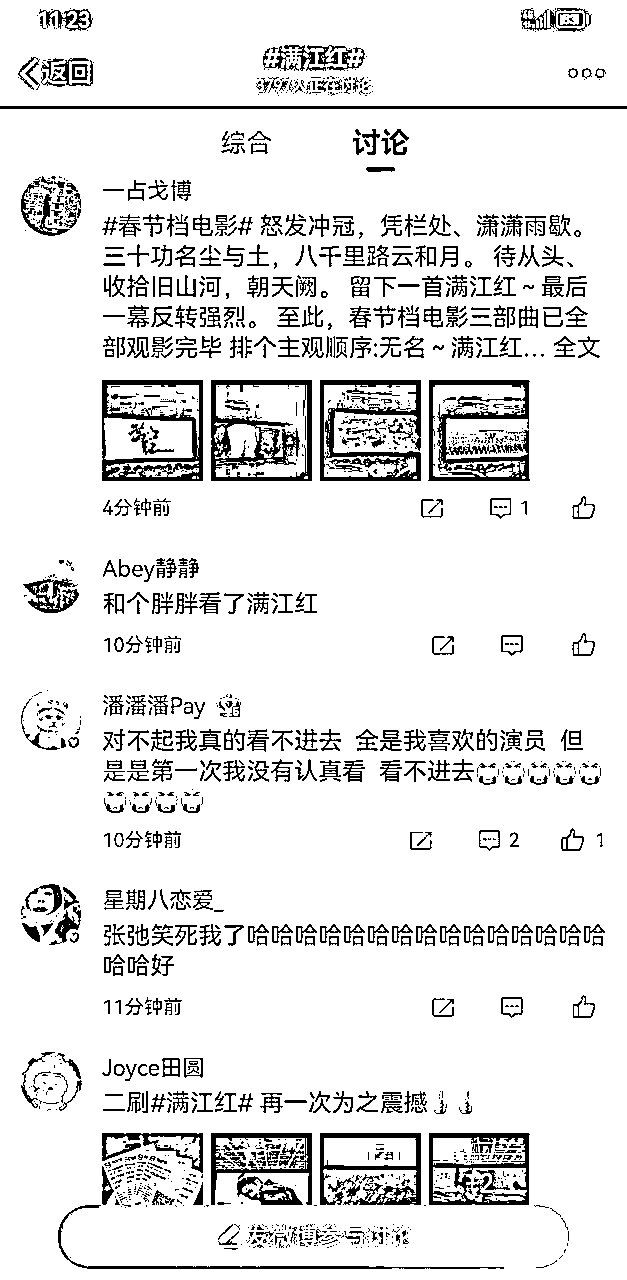 11:23
83
返回
#满江红#
3797人正在讨论
综合
讨论
一占戈博
#春节档电影# 怒发冲冠，凭栏处、潇潇雨歇。
三十功名尘与土，八千里路云和月。 待从头、
收拾旧山河，朝天阙。 留下一首满江红～最后
一幕反转强烈。 至此，春节档电影三部曲已全
部观影完毕 排个主观顺序:无名～满江红... 全文
4分钟前
1
Abey静静
和个胖胖看了满江红
10分钟前
潘潘潘Pay
对不起我真的看不进去 全是我喜欢的演员 但
是是第一次我没有认真看 看不进去
10分钟前
2
1
星期八恋爱_
张弛笑死我了哈哈哈哈哈哈哈哈哈哈哈哈哈哈哈
哈哈好
11分钟前
Joyce田圆
二刷#满江红# 再一次为之震撼
发微博参与讨论